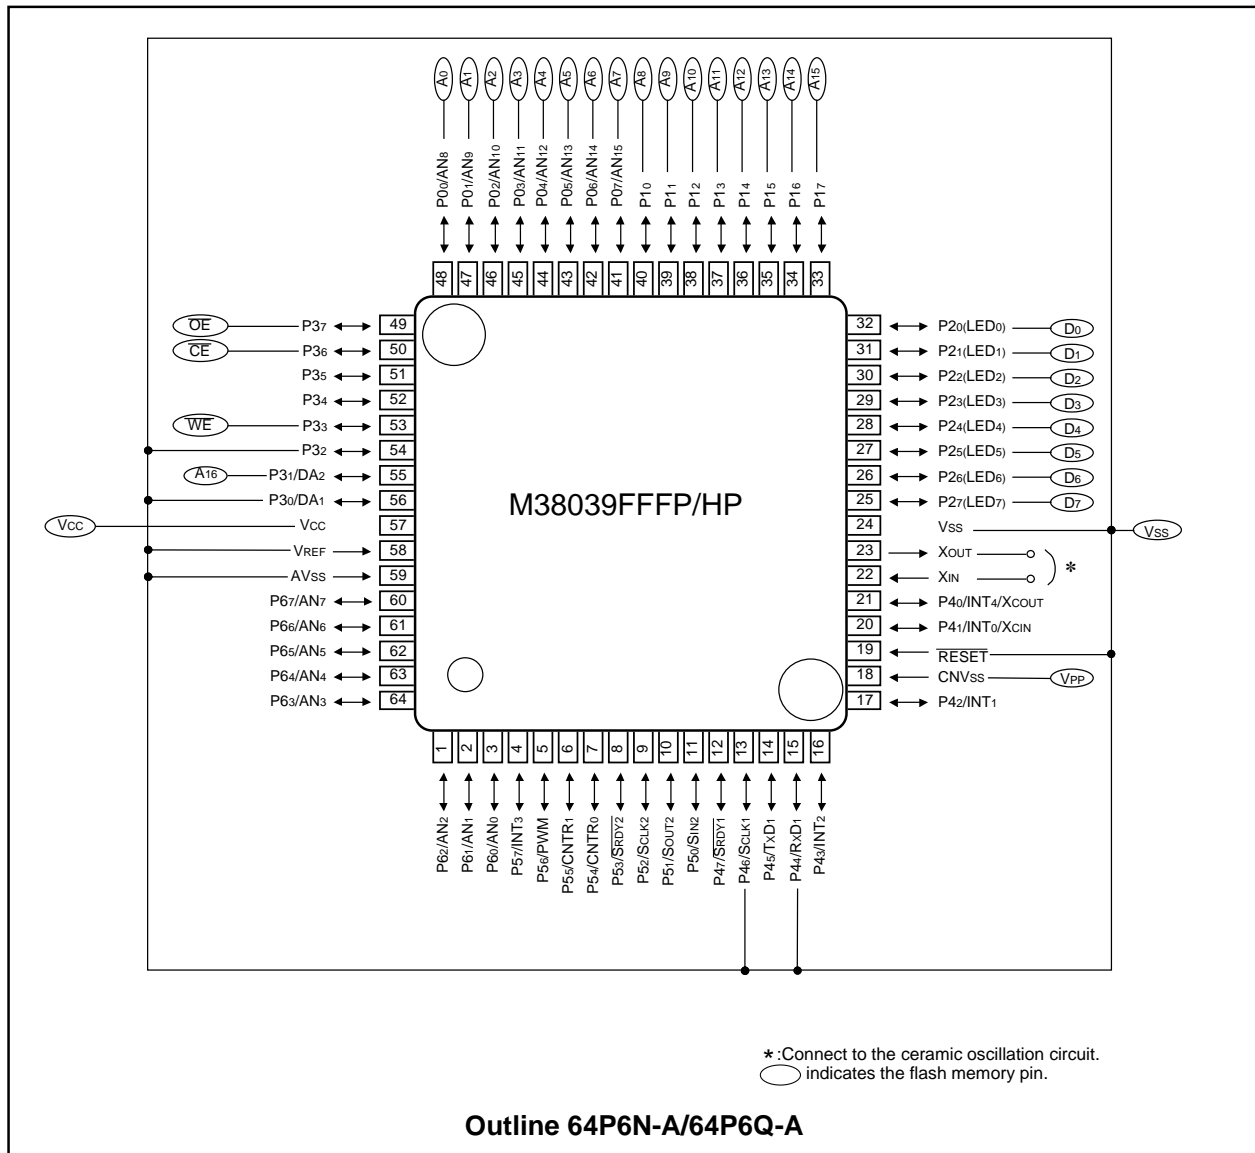 A0 A1 A2 A3 A4 A5 A6 A7 A8 A9 A10 A11 A12 A13 A14 A15
P00/AN8 P01/AN9 P02/AN10 P03/AN11 P04/AN12 P05/AN13 P06/AN14 P07/AN15 P10 P11 P12 P13 P14 P15 P16 P17
48 47 46 45 44 43 42 41 40 39 38 37 36 35 34 33
OE P37 49 32 P20(LED0) D0
CE P36 50 31 P21(LED1) D1
P35 51 30 P22(LED2) D2
P34 52 29 P23(LED3) D3
WE P33 53 28 P24(LED4) D4
P32 54 27 P25(LED5) D5
A16 P31/DA2 55 26 P26(LED6) D6
P30/DA1 56 25 P27(LED7) D7
M38039FFFP/HP
VCC VCC 57 24 VSS VSS
VREF 58 23 XOUT
AVSS 59 22 XIN *
P67/AN7 60 21 P40/INT4/XCOUT
P66/AN6 61 20 P41/INT0/XCIN
P65/AN5 62 19 RESET
P64/AN4 63 18 CNVSS VPP
P63/AN3 64 17 P42/INT1
1 2 3 4 5 6 7 8 9 10 11 12 13 14 15 16
P62/AN2 P61/AN1 P60/AN0 P57/INT3 P56/PWM P55/CNTR1 P54/CNTR0 P53/SRDY2 P52/SCLK2 P51/SOUT2 P50/SIN2 P47/SRDY1 P46/SCLK1 P45/TXD1 P44/RXD1 P43/INT2
*:Connect to the ceramic oscillation circuit.
indicates the flash memory pin.
Outline 64P6N-A/64P6Q-A